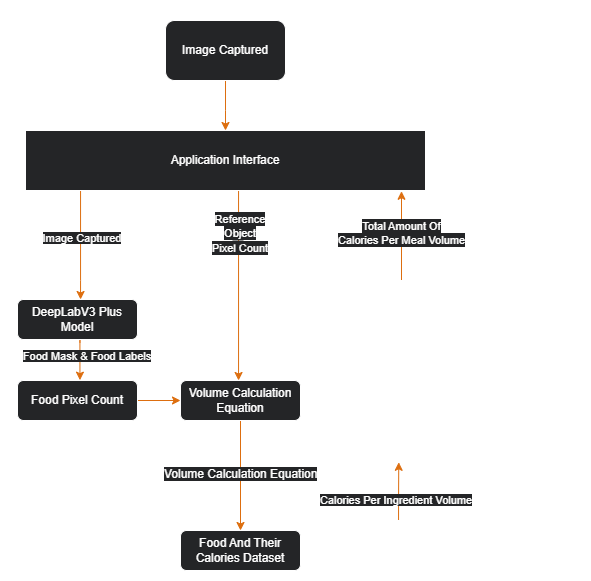 Image Captured
Application Interface
Image Captured
Reference
Object
Pixel Count
Total Amount Of
Calories Per Meal Volume
DeepLabV3 Plus
Model
Food Mask & Food Labels
Food Pixel Count
Volume Calculation
Equation
Volume Calculation Equation
Calories Per Ingredient Volume
Food And Their
Calories Dataset